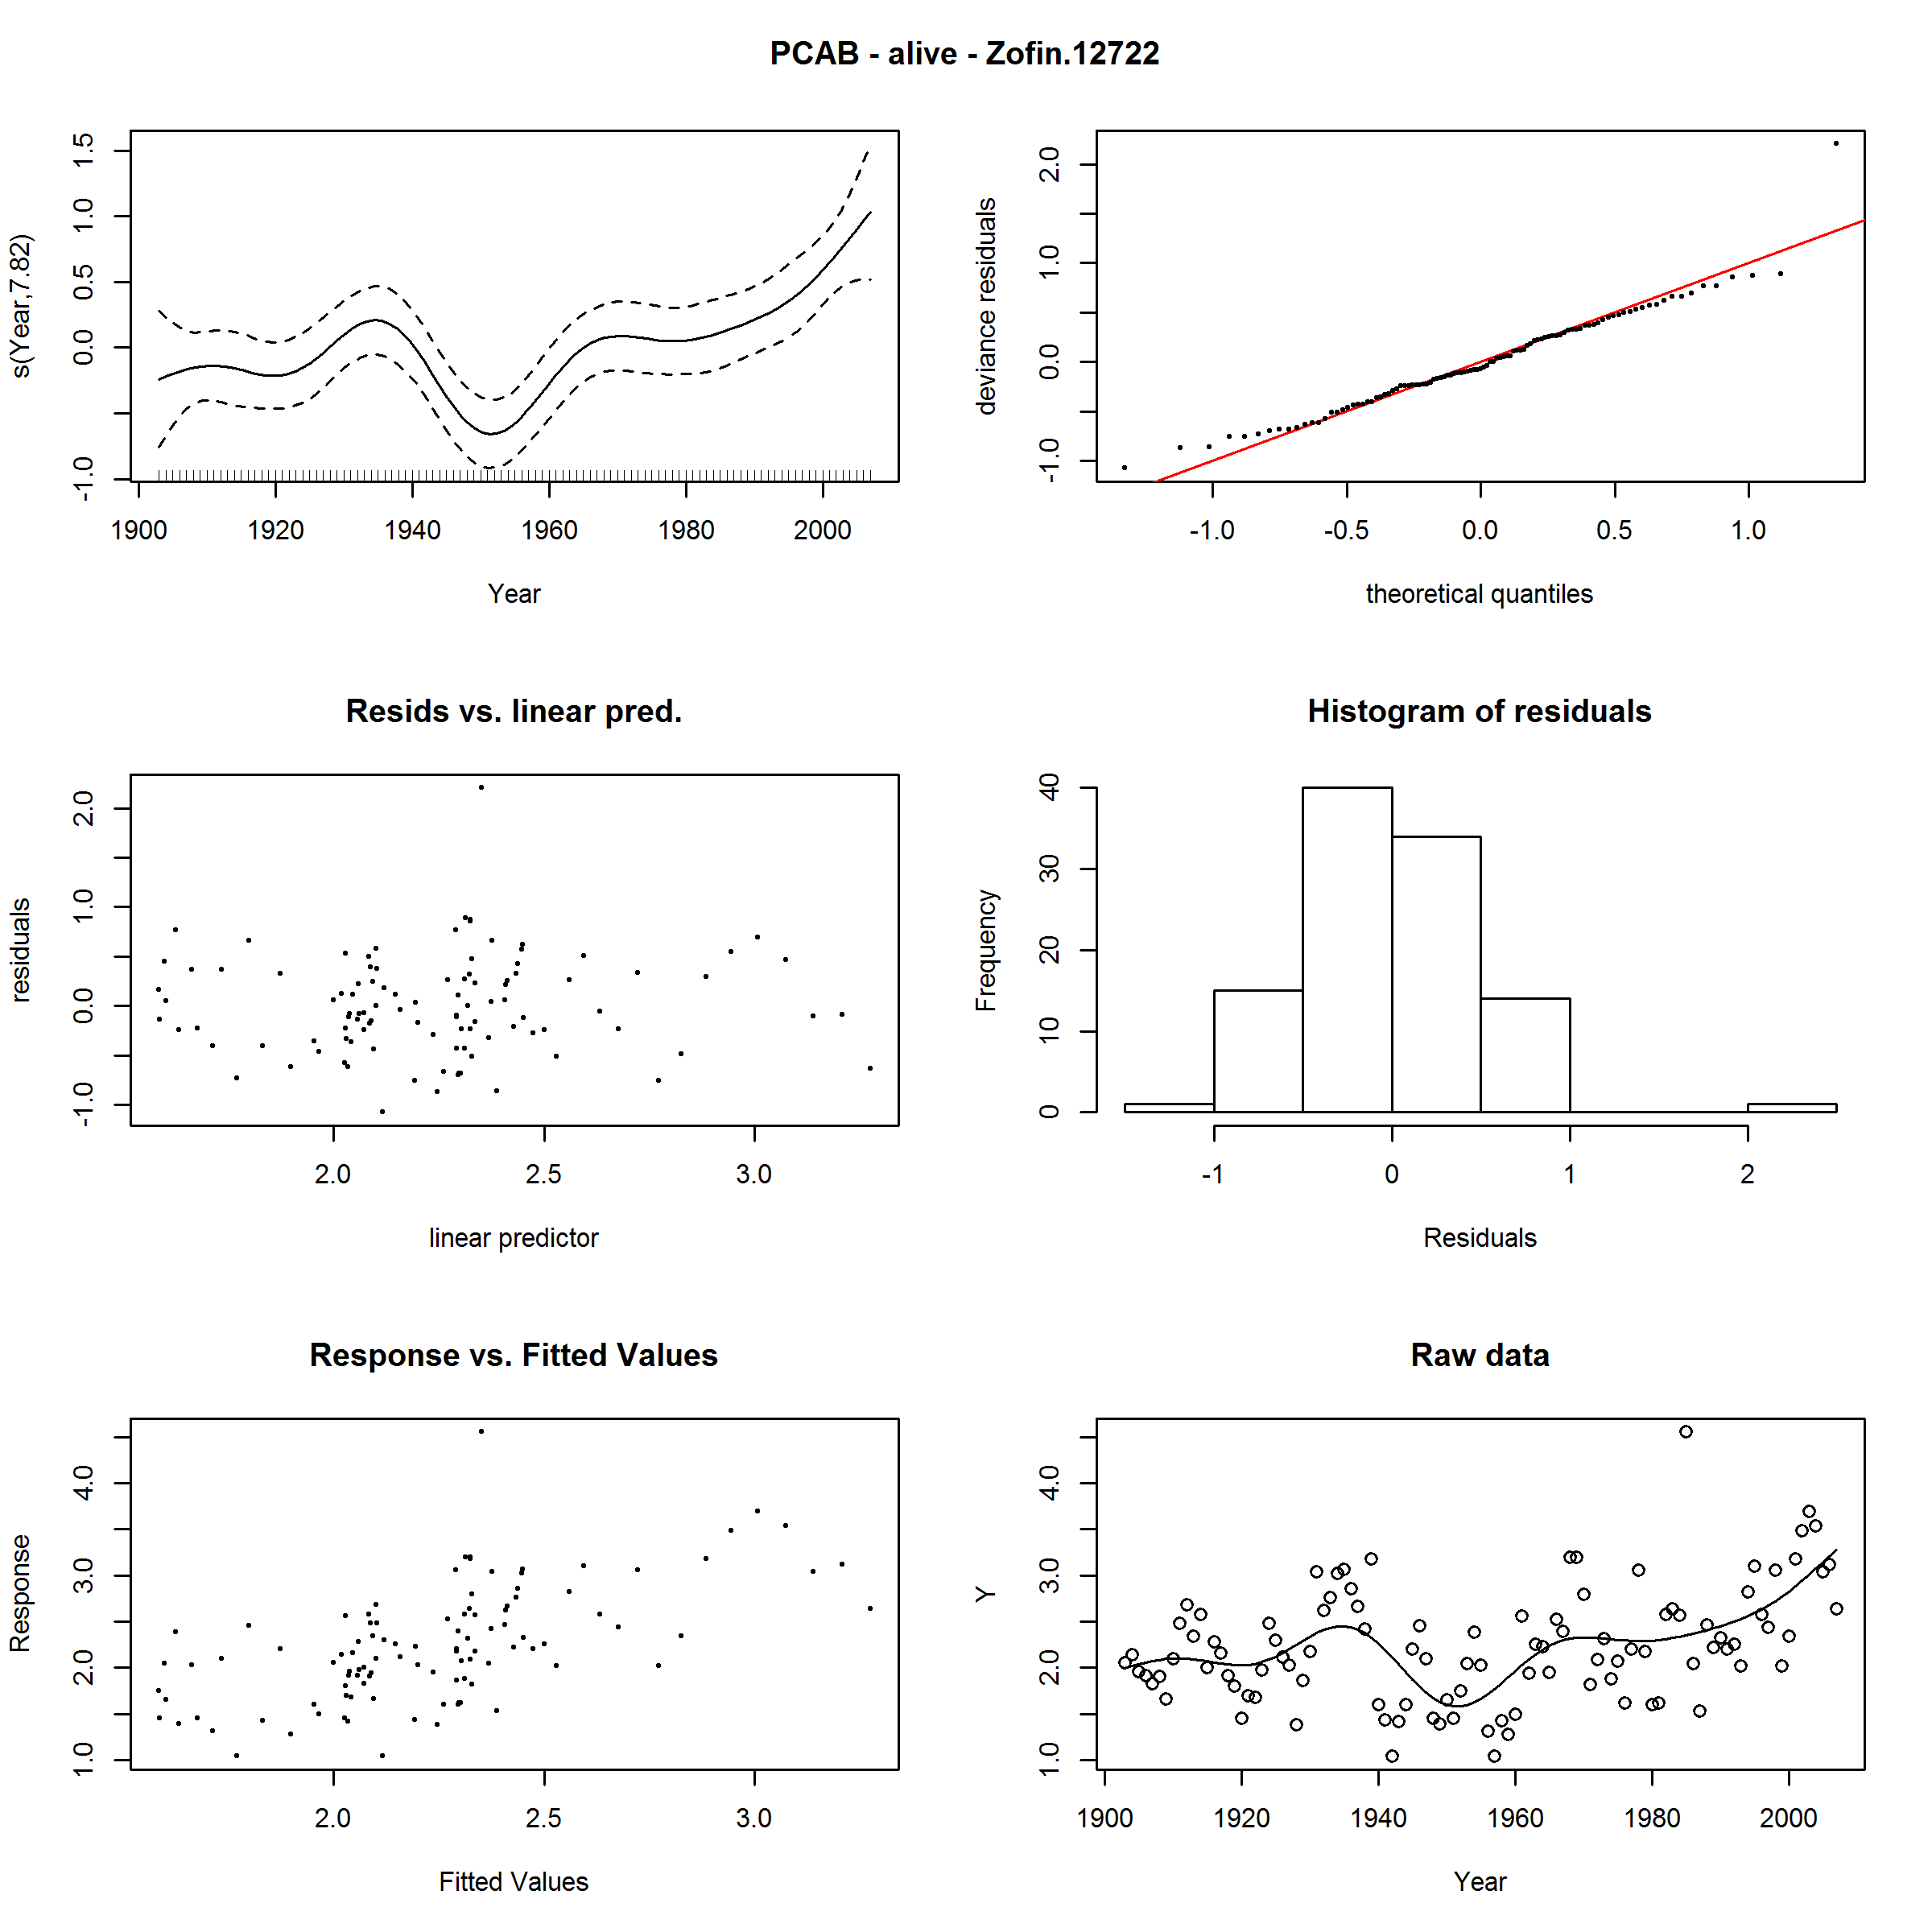 PCAB - alive - Zofin.12722
s(Year,7.82)
-1.0 0.0 0.5 1.0 1.5
1900 1920 1940 1960 1980 2000
Year
deviance residuals
-1.0 0.0 1.0 2.0
-1.0 -0.5 0.0 0.5 1.0
theoretical quantiles
Resids vs. linear pred.
residuals
-1.0 0.0 1.0 2.0
2.0 2.5 3.0
linear predictor
Histogram of residuals
Frequency
0 10 20 30 40
-1 0 1 2
Residuals
Response vs. Fitted Values
Response
1.0 2.0 3.0 4.0
2.0 2.5 3.0
Fitted Values
Raw data
Y
1.0 2.0 3.0 4.0
1900 1920 1940 1960 1980 2000
Year